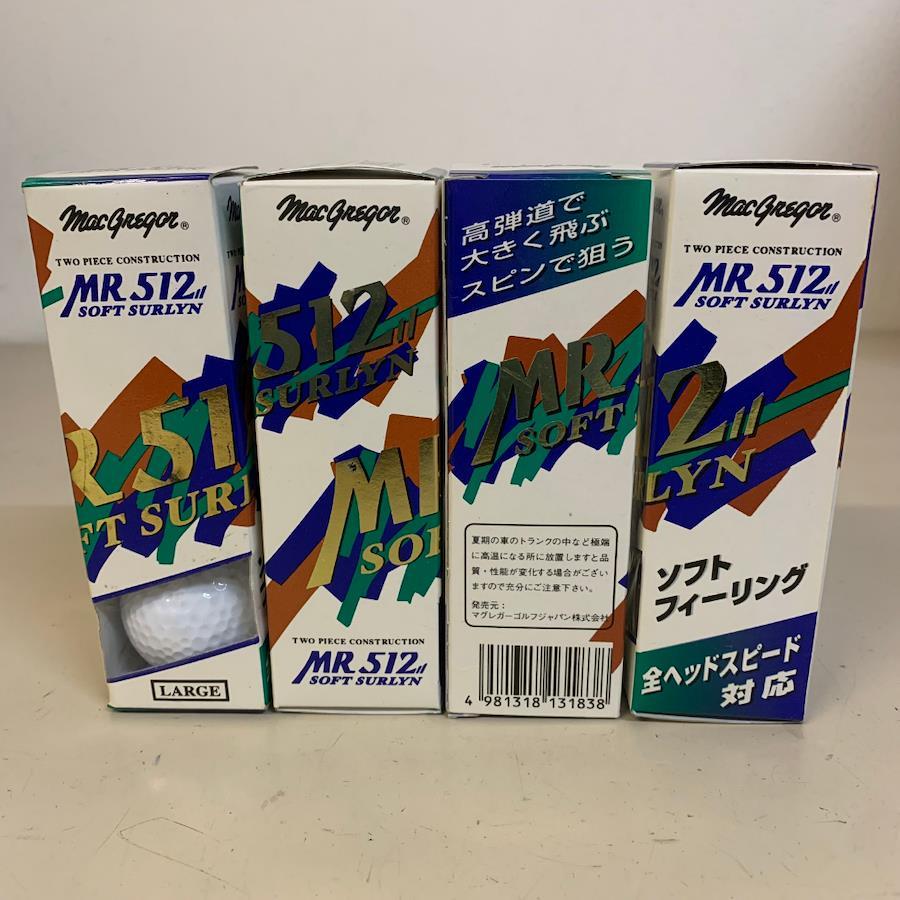 MacGregor®
TWO PIECE CONSTRUCTION
MR.512
SOFT SURLYN
R 51
FT SURL
LARGE
MacGregor®
512
SURLYN
MR
SOF
TWO PIECE CONSTRUCTION
MR.512
SOFT SURLYN
高弾道で
大きく飛ぶ
スピンで狙う
MR
SOFT
夏期の車のトランクの中など極端
に高温になる所に放置しますと品
質・性能が変化する場合がござい
ますので充分にご注意下さい。
発売元：
マグレガーゴルフジャパン株式会社
4 981318 131838
MacGregor®
TWO PIECE CONSTRUCTION
MR.512
SOFT SURLYN
2
LYN
ソフト
フィーリング
全ヘッドスピード
対応